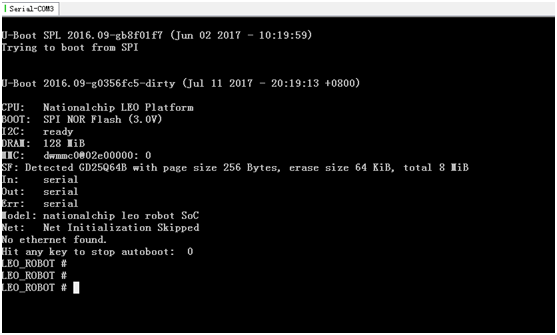 Serial-COM3
U-Boot SPL 2016.09-gb8f01f7 (Jun 02 2017 - 10:19:59)
Trying to boot from SPI
U-Boot 2016.09-g0356fc5-dirty (Jul 11 2017 - 20:19:13 +0800)
CPU:   Nationalchip LEO Platform
BOOT:  SPI NOR Flash (3.0V)
I2C:   ready
DRAM:  128 MiB
MMC:   dwmmc0@02e00000: 0
SF: Detected GD25Q64B with page size 256 Bytes, erase size 64 KiB, total 8 MiB
In:    serial
Out:   serial
Err:   serial
Model: nationalchip leo robot SoC
Net:   Net Initialization Skipped
No ethernet found.
Hit any key to stop autoboot:  0
LEO_ROBOT #
LEO_ROBOT #
LEO_ROBOT #